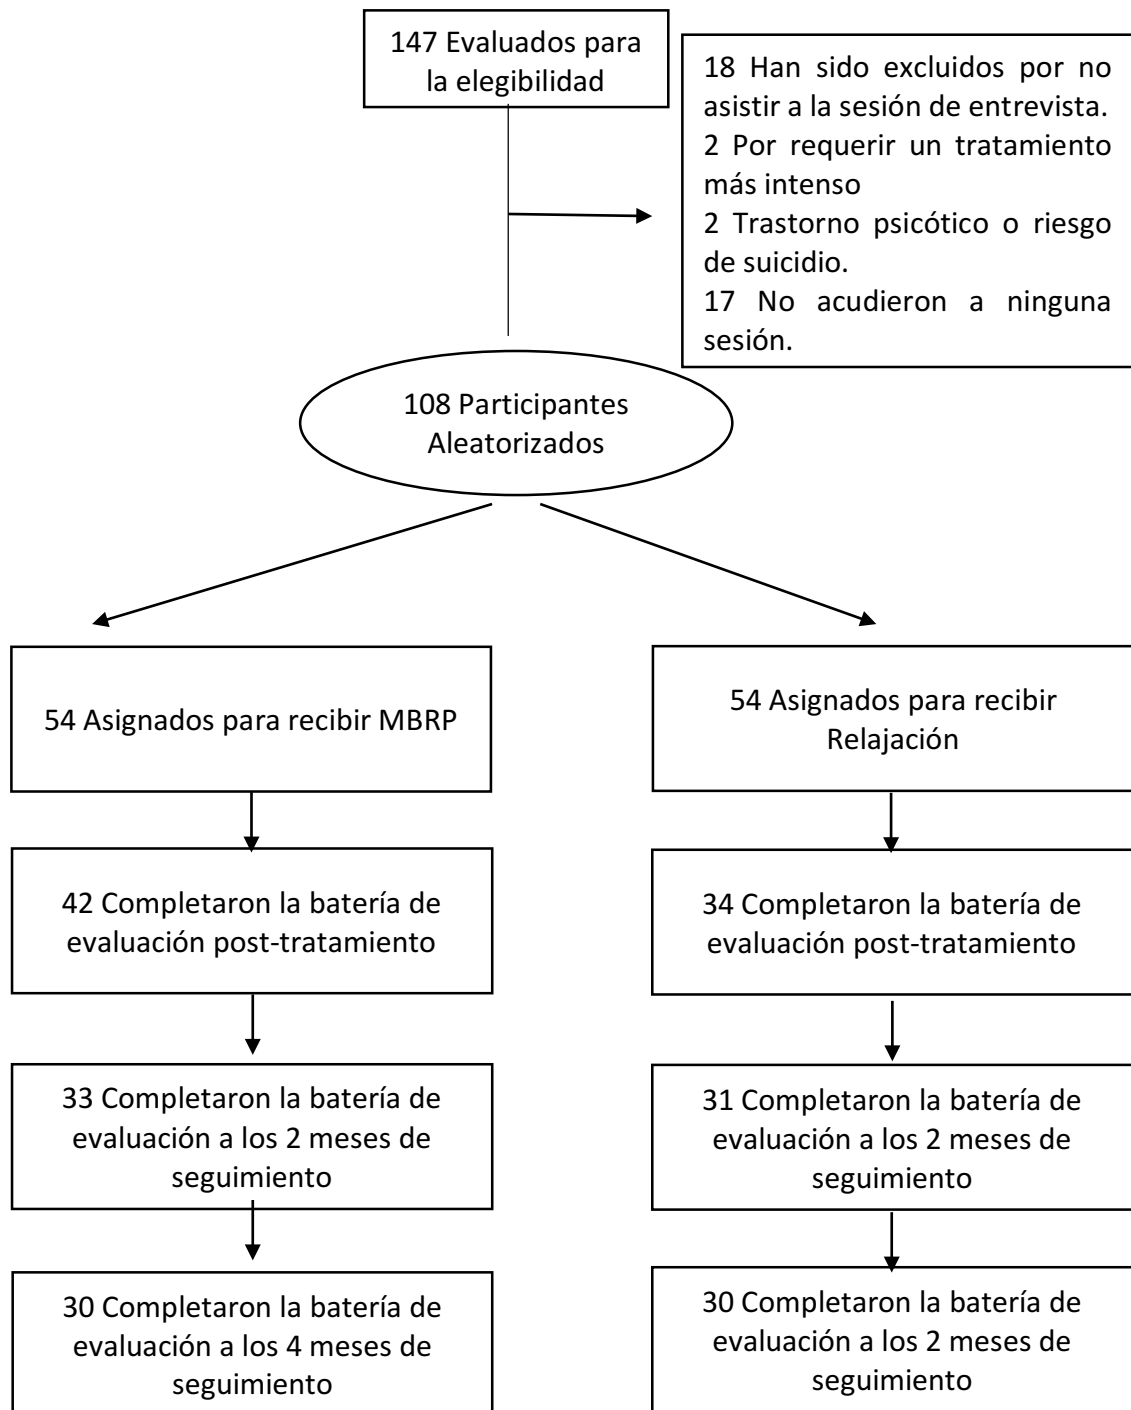 147 Evaluados para
la elegibilidad
18 Han sido excluidos por no
asistir a la sesión de entrevista.
2 Por requerir un tratamiento
más intenso
2 Trastorno psicótico o riesgo
de suicidio.
17 No acudieron a ninguna
sesión.
108 Participantes
Aleatorizados
54 Asignados para recibir MBRP
54 Asignados para recibir
Relajación
42 Completaron la batería de
evaluación post-tratamiento
34 Completaron la batería de
evaluación post-tratamiento
33 Completaron la batería de
evaluación a los 2 meses de
seguimiento
31 Completaron la batería de
evaluación a los 2 meses de
seguimiento
30 Completaron la batería de
evaluación a los 4 meses de
seguimiento
30 Completaron la batería de
evaluación a los 2 meses de
seguimiento